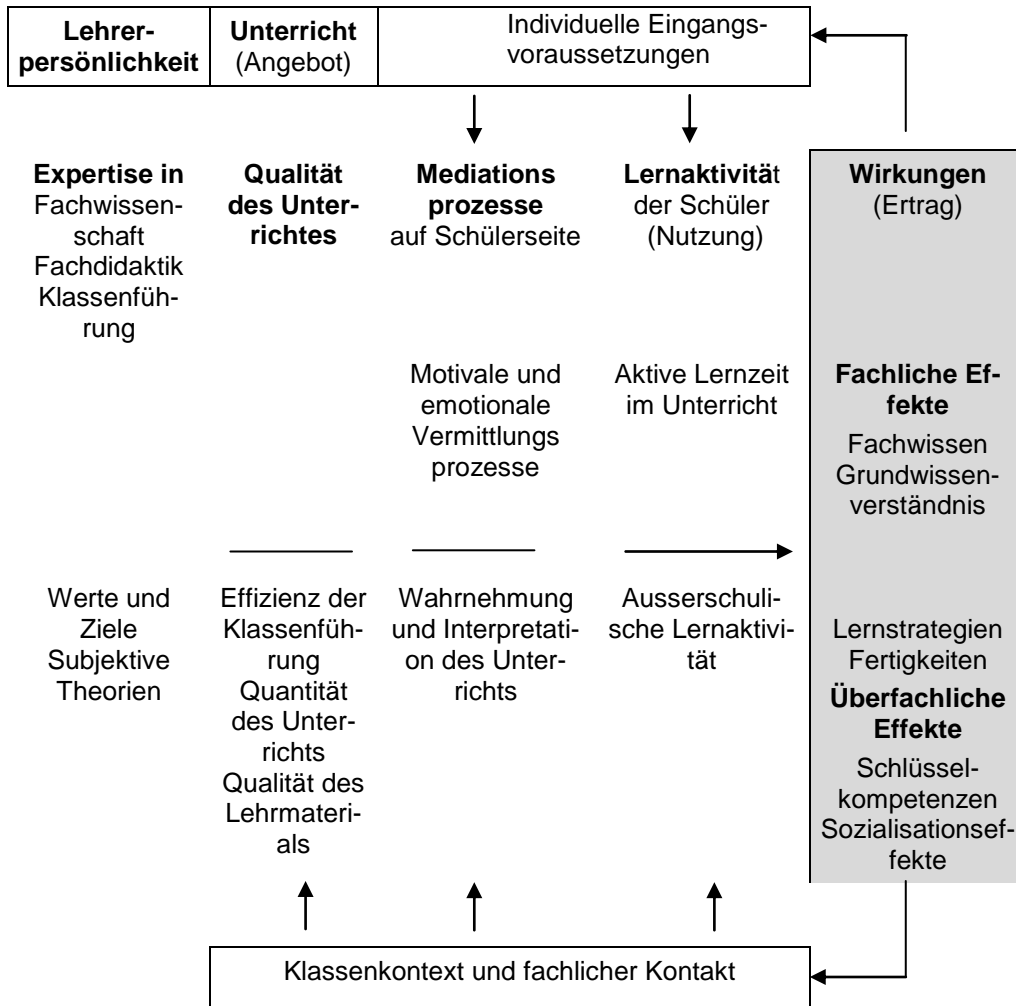 Lehrer-
persönlichkeit
Unterricht
(Angebot)
Individuelle Eingangs-
voraussetzungen
Expertise in
Fachwissen-
schaft
Fachdidaktik
Klassenfüh-
rung
Qualität
des Unter-
richtes
Mediations
prozesse
auf Schülerseite
Lernaktivität
der Schüler
(Nutzung)
Wirkungen
(Ertrag)
Motivale und
emotionale
Vermittlungs
prozesse
Aktive Lernzeit
im Unterricht
Fachliche Ef-
fekte
Fachwissen
Grundwissen-
verständnis
Werte und
Ziele
Subjektive
Theorien
Effizienz der
Klassenfüh-
rung
Quantität
des Unter-
richts
Qualität des
Lehrmateri-
als
Wahrnehmung
und Interpretati-
on des Unter-
richts
Ausserschuli-
sche Lernaktivi-
tät
Lernstrategien
Fertigkeiten
Überfachliche
Effekte
Schlüssel-
kompetenzen
Sozialisationsef-
fekte
Klassenkontext und fachlicher Kontakt